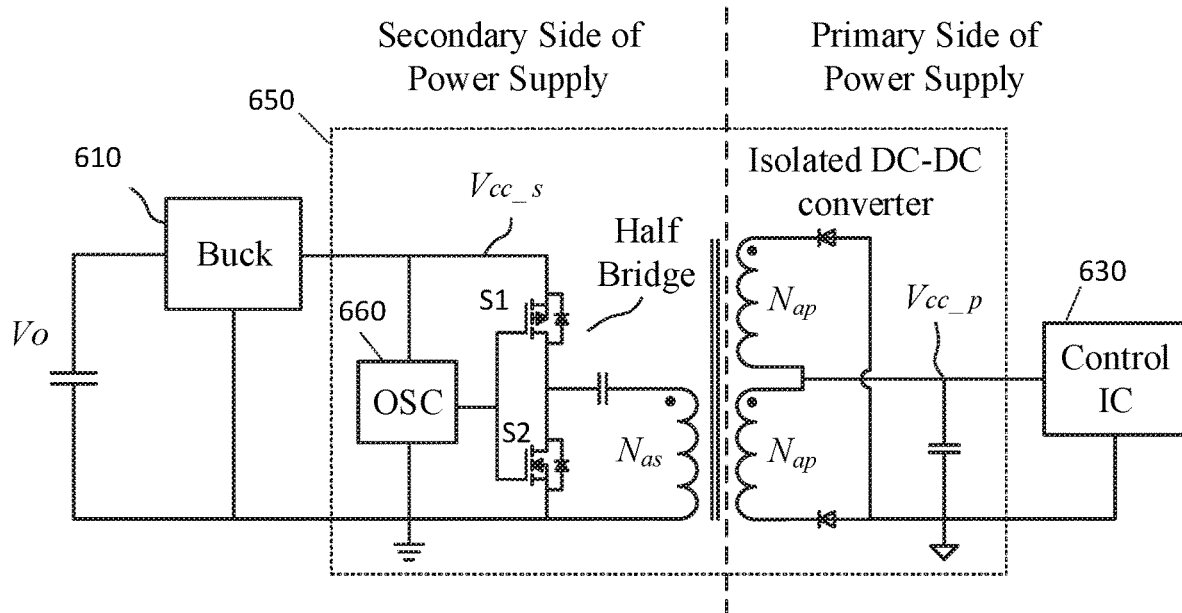 Secondary Side of
Power Supply
Primary Side of
Power Supply
650
610
Isolated DC-DC
converter
Vcc_s
Buck
Half
Bridge
S1
660
Nap
Vcc_p
630
Vo
OSC
S2
Nas
Nap
Control
IC